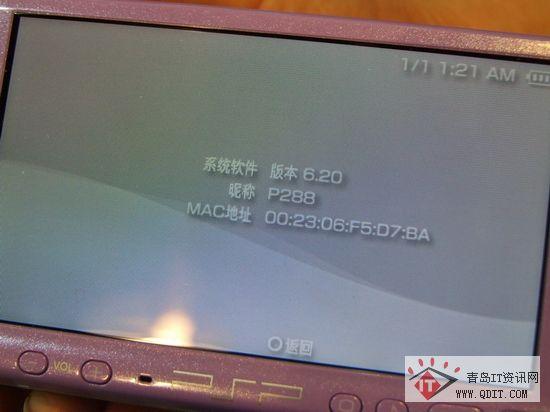 1/1 1:21 AM
系统软件 版本 6.20
昵称 P288
MAC地址 00:23:06:F5:D7:BA
○返回
VOL - +
PSP
IT 青岛IT资讯网
WWW.QDIT.COM